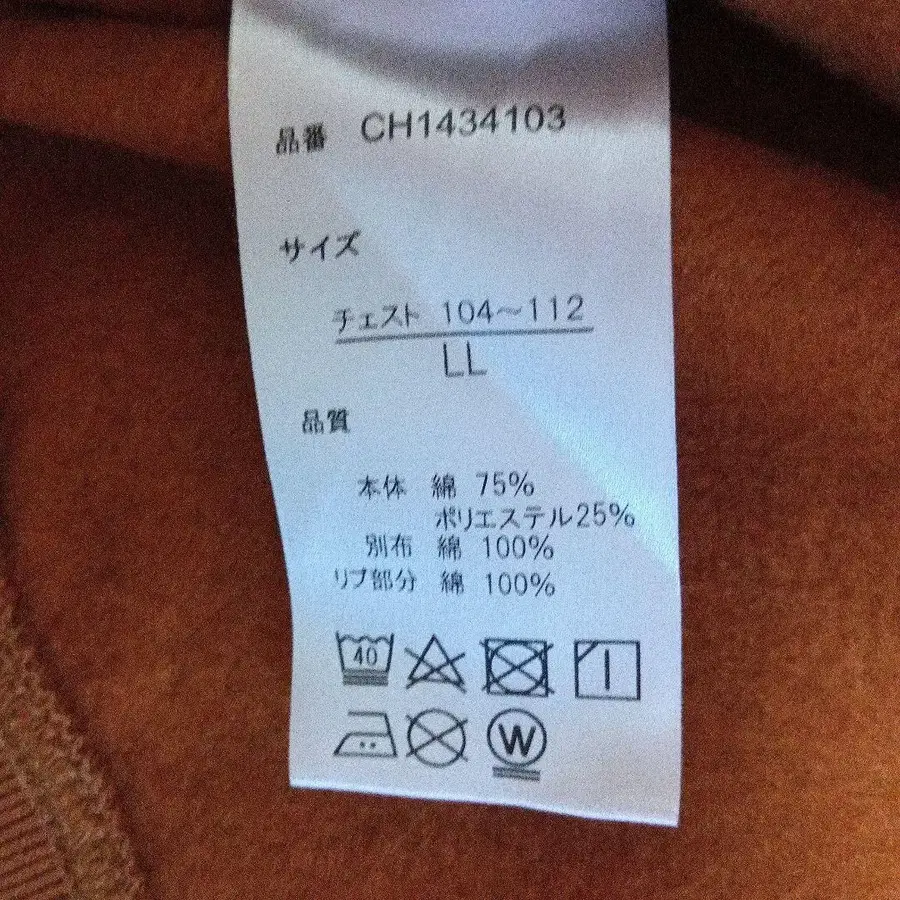 品番 CH1434103
サイズ
チェスト 104～112
LL
品質
本体 綿 75%
ポリエステル25%
別布 綿 100%
リブ部分 綿 100%
40
W